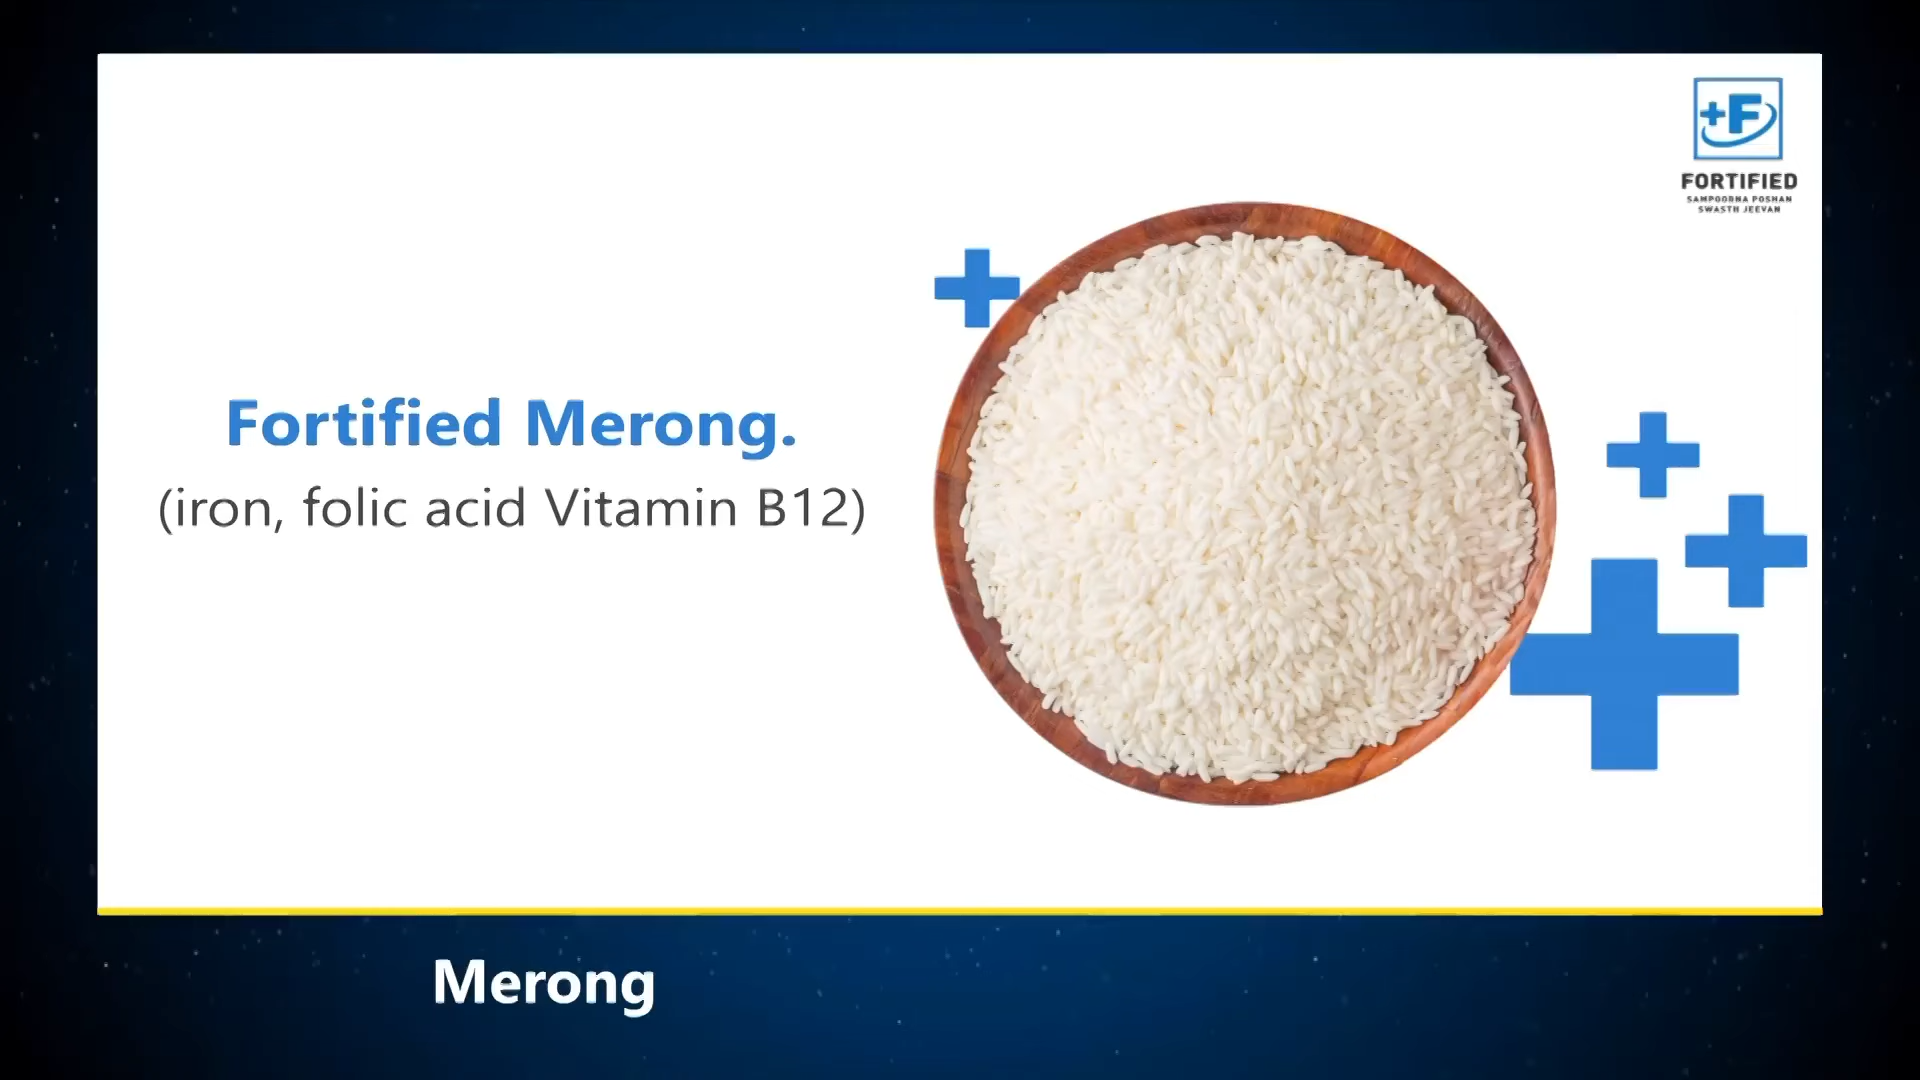 +F
FORTIFIED
SAMPOORNA POSHAN
SWASTH JEEVAN
Fortified Merong.
(iron, folic acid Vitamin B12)
Merong